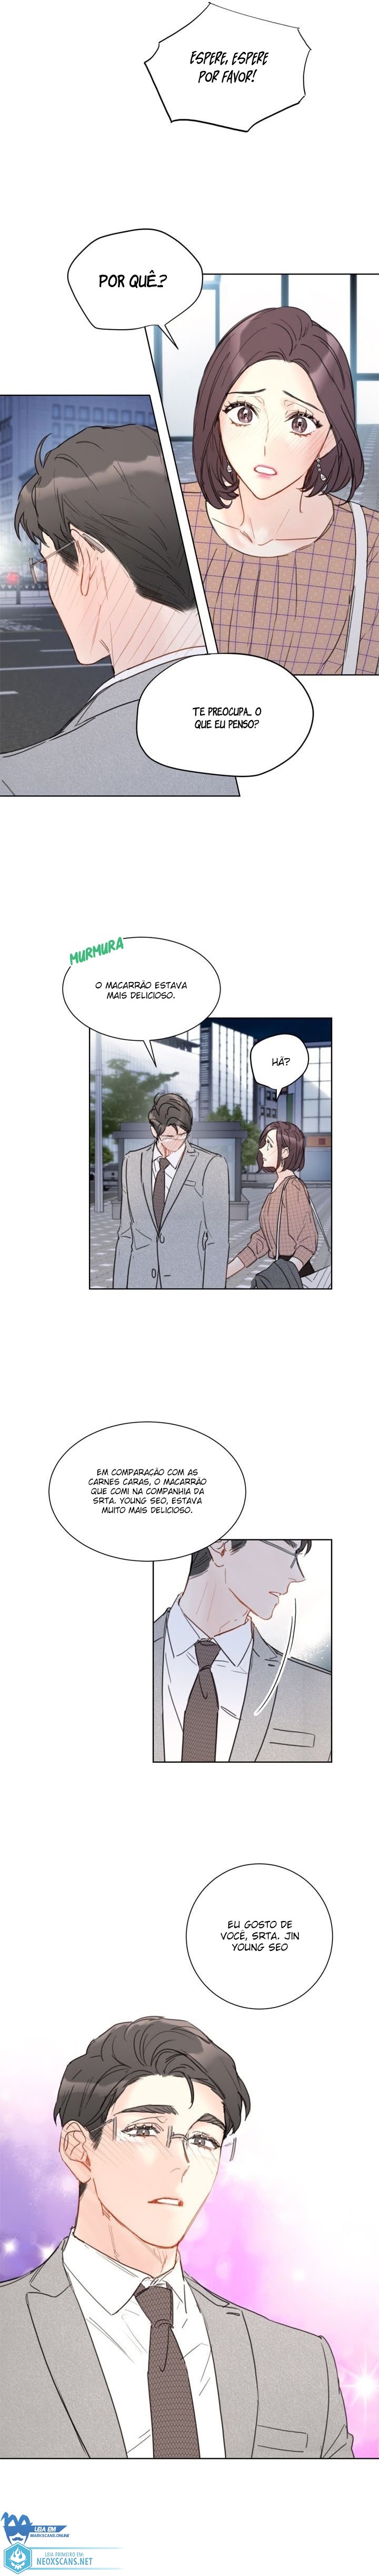 ESPERE, ESPERE
POR FAVOR!
POR QUÊ..?
TE PREOCUPA... O
QUE EU PENSO?
MURMURA
O MACARRÃO ESTAVA
MAIS DELICIOSO.
HÃ?
EM COMPARAÇÃO COM AS
CARNES CARAS, O MACARRÃO
QUE COMI NA COMPANHIA DA
SRTA. YOUNG SEO, ESTAVA
MUITO MAIS DELICIOSO.
EU GOSTO DE
VOCÊ, SRTA. JIN
YOUNG SEO
LEIA EM
MARKSCANS.ONLINE
LEIA PRIMEIRO EM:
NEOXSCANS.NET